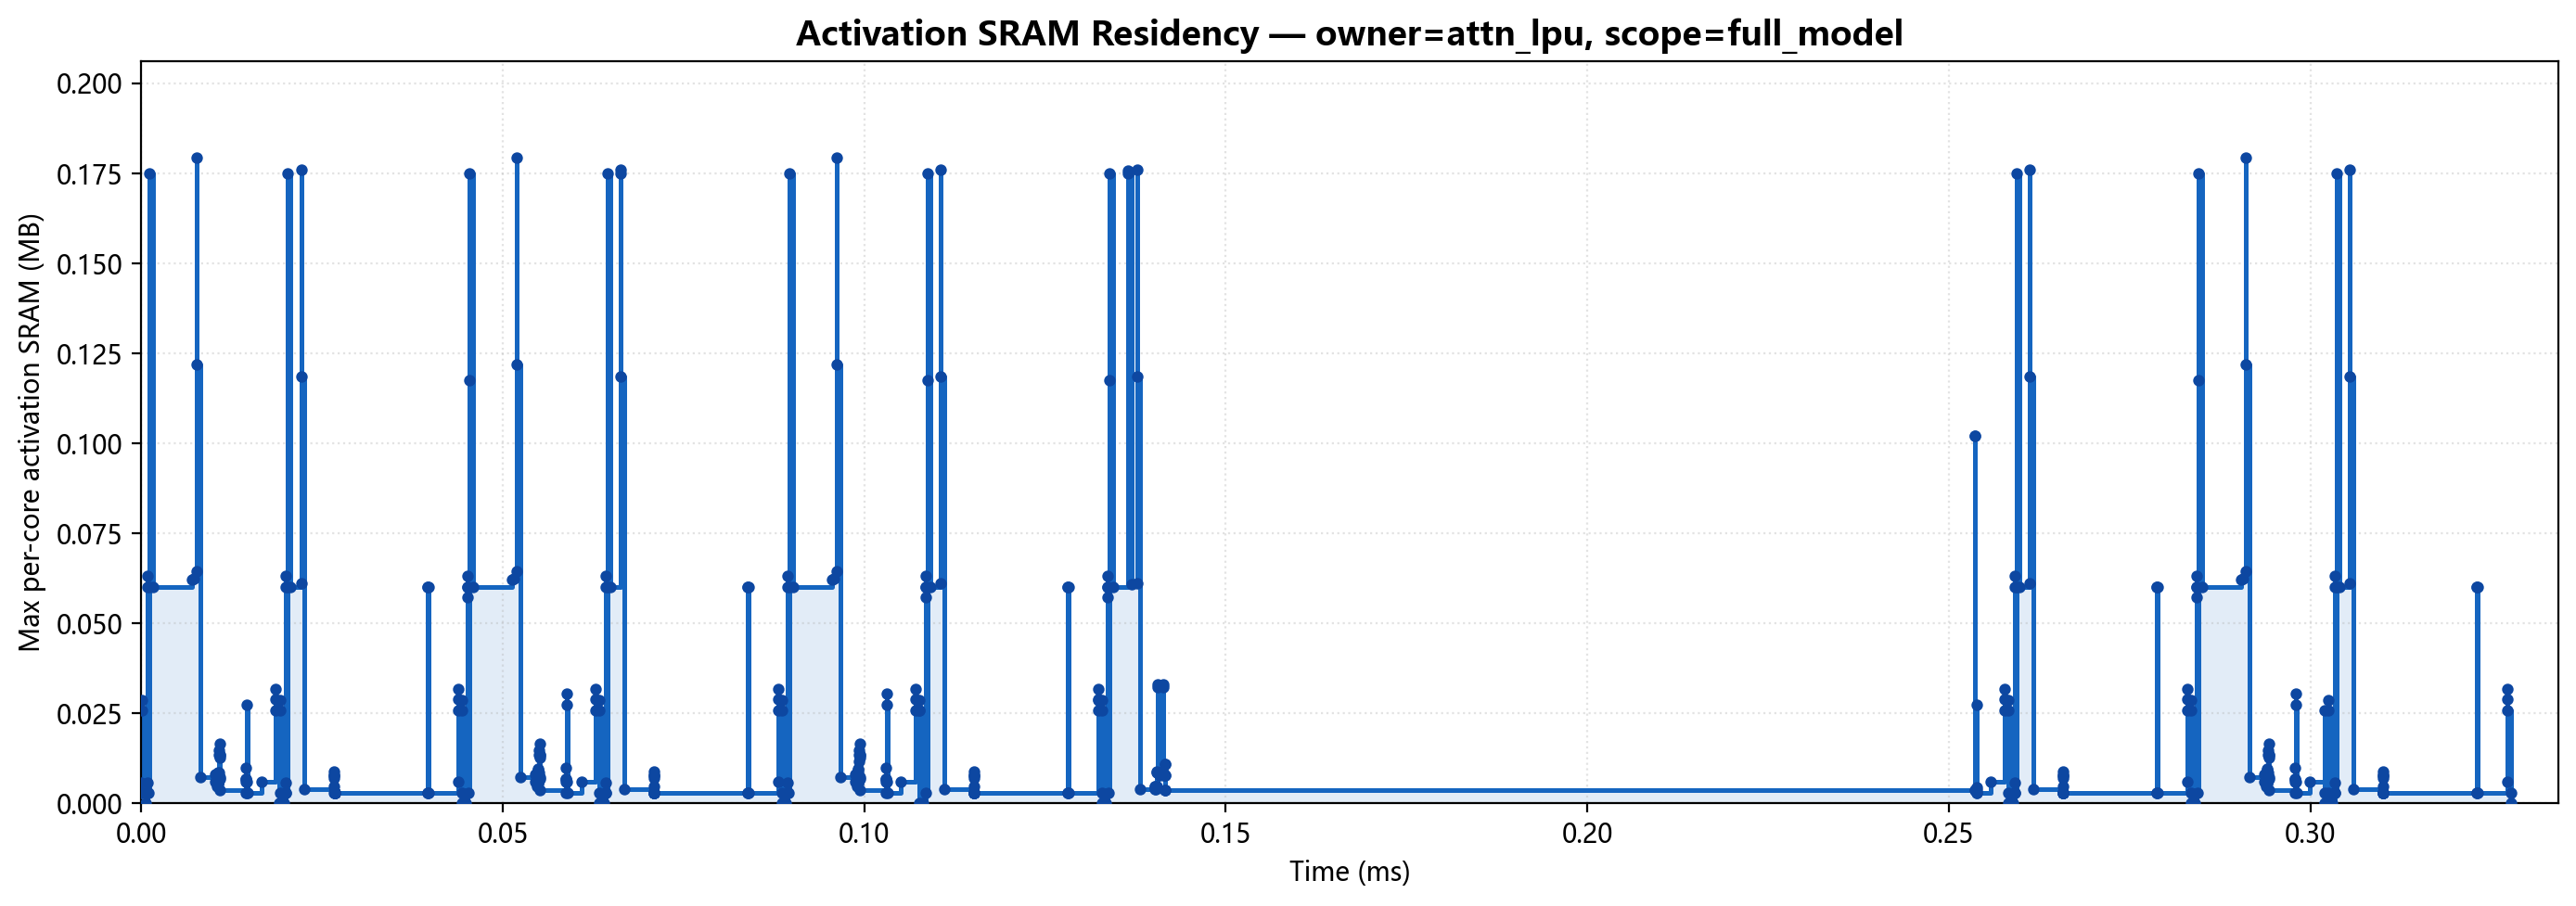 Activation SRAM Residency — owner=attn_lpu, scope=full_model
Max per-core activation SRAM (MB)
0.200
0.175
0.150
0.125
0.100
0.075
0.050
0.025
0.000
0.00 0.05 0.10 0.15 0.20 0.25 0.30
Time (ms)